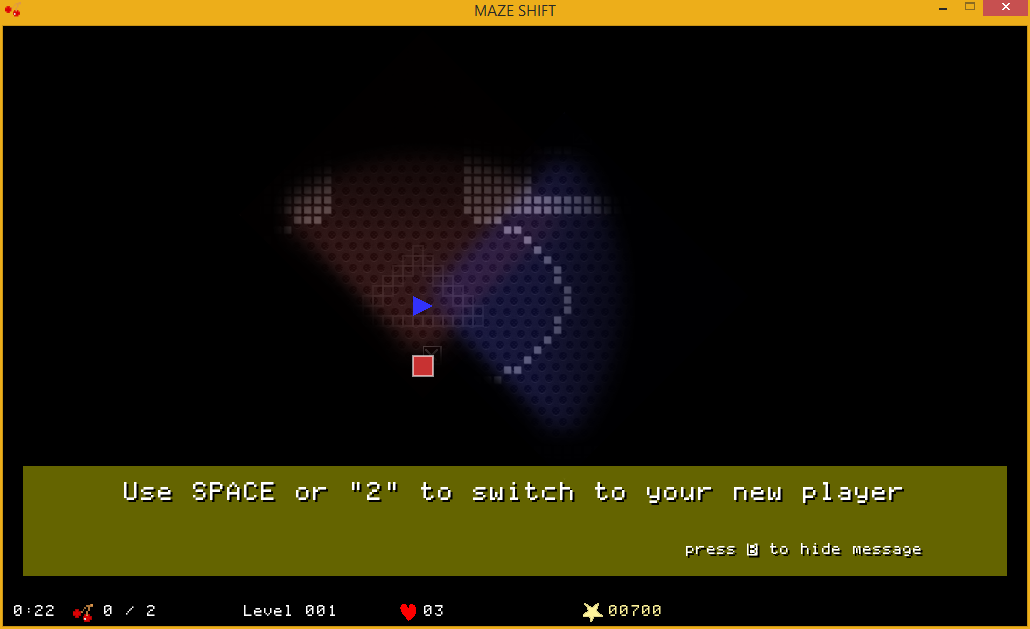 MAZE SHIFT
Use SPACE or "2" to switch to your new player
press B to hide message
0:22 0 / 2 Level 001 03 00700